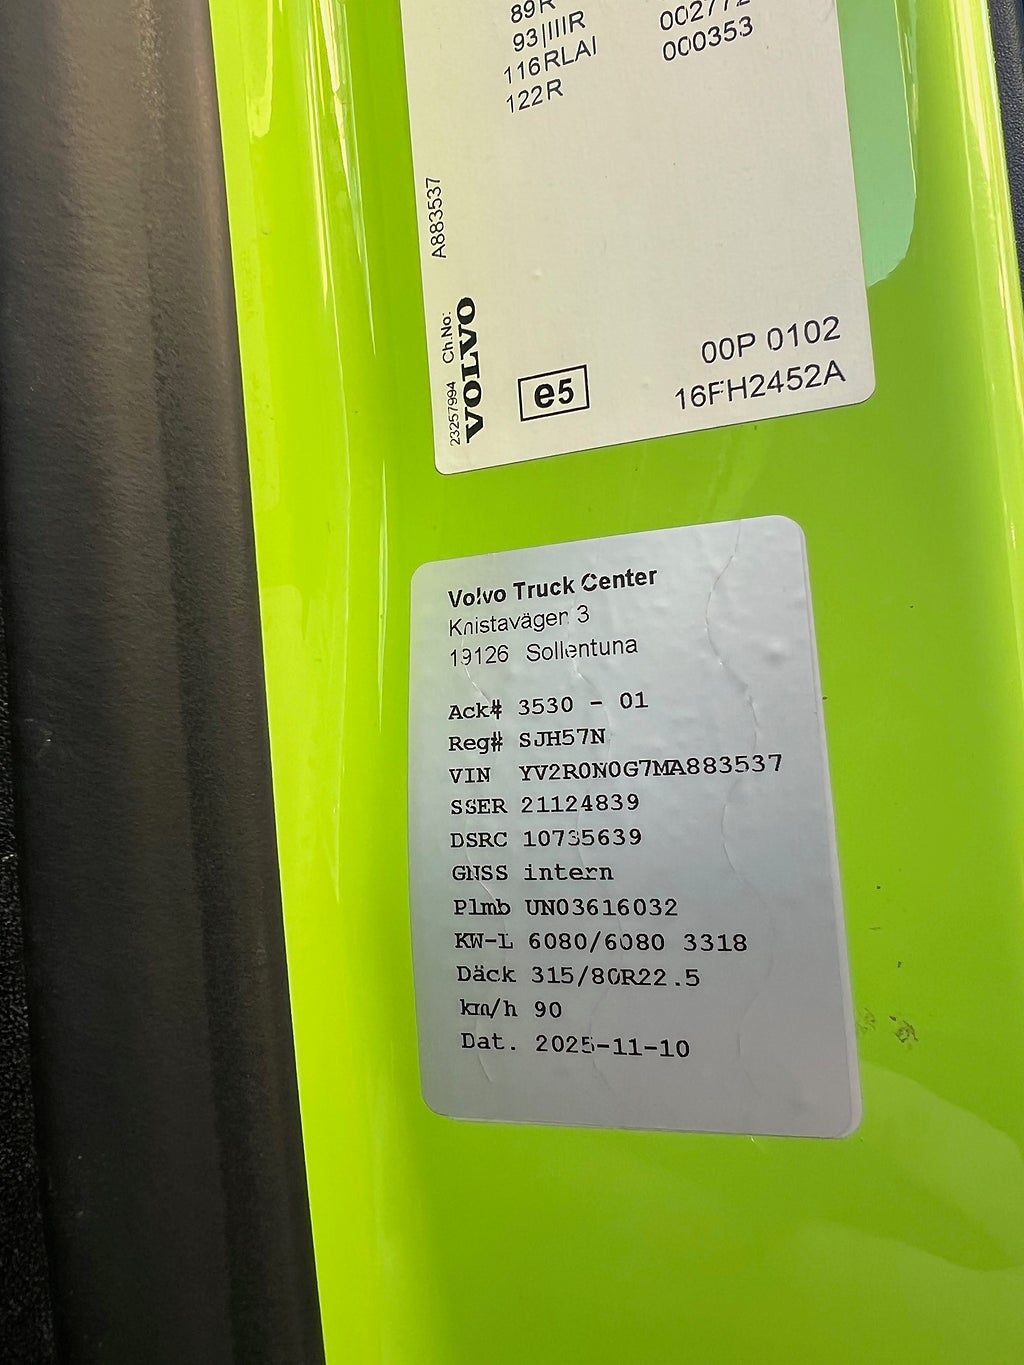 89R
93|IIIR
116RLAI
122R
002772
000353
A883537
23257994 Ch.No:
VOLVO
e5
00P 0102
16FH2452A
Volvo Truck Center
Knistavägen 3
19126 Sollentuna
Ack# 3530 - 01
Reg# SJH57N
VIN YV2R0N0G7MA883537
SSER 21124839
DSRC 10735639
GNSS intern
Plmb UN03616032
KW-L 6080/6080 3318
Däck 315/80R22.5
km/h 90
Dat. 2025-11-10